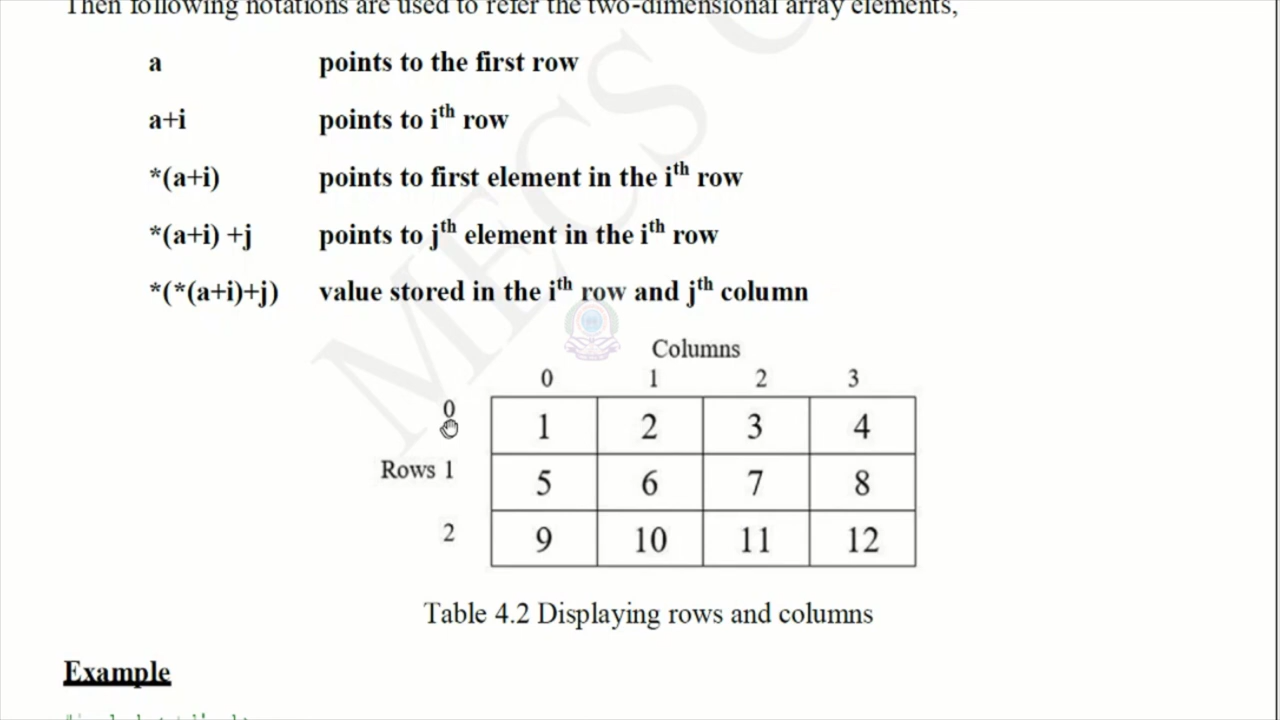 Then following notations are used to refer the two-dimensional array elements,
a points to the first row
a+i points to ith row
*(a+i) points to first element in the ith row
*(a+i) +j points to jth element in the ith row
*(*(a+i)+j) value stored in the ith row and jth column
Columns
0 1 2 3
0 1 2 3 4
Rows 1 5 6 7 8
2 9 10 11 12
Table 4.2 Displaying rows and columns
Example
MECS